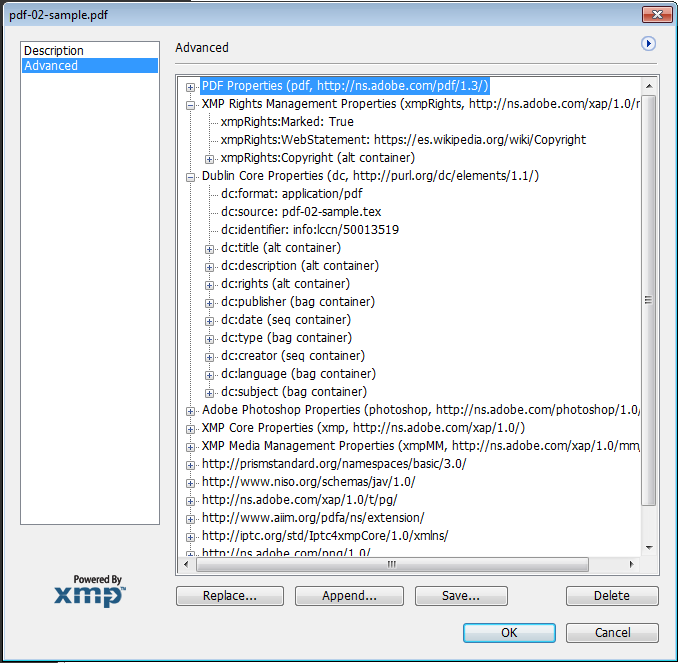 pdf-02-sample.pdf
Description
Advanced
Advanced
PDF Properties (pdf, http://ns.adobe.com/pdf/1.3/)
XMP Rights Management Properties (xmpRights, http://ns.adobe.com/xap/1.0/r
xmpRights:Marked: True
xmpRights:WebStatement: https://es.wikipedia.org/wiki/Copyright
xmpRights:Copyright (alt container)
Dublin Core Properties (dc, http://purl.org/dc/elements/1.1/)
dc:format: application/pdf
dc:source: pdf-02-sample.tex
dc:identifier: info:lccn/50013519
dc:title (alt container)
dc:description (alt container)
dc:rights (alt container)
dc:publisher (bag container)
dc:date (seq container)
dc:type (bag container)
dc:creator (seq container)
dc:language (bag container)
dc:subject (bag container)
Adobe Photoshop Properties (photoshop, http://ns.adobe.com/photoshop/1.0/
XMP Core Properties (xmp, http://ns.adobe.com/xap/1.0/)
XMP Media Management Properties (xmpMM, http://ns.adobe.com/xap/1.0/mm/
http://prismstandard.org/namespaces/basic/3.0/
http://www.niso.org/schemas/jav/1.0/
http://ns.adobe.com/xap/1.0/t/pg/
http://www.aiim.org/pdfa/ns/extension/
http://iptc.org/std/Iptc4xmpCore/1.0/xmlns/
http://ns.adobe.com/png/1.0/
Powered By
xmp™
Replace...
Append...
Save...
Delete
OK
Cancel